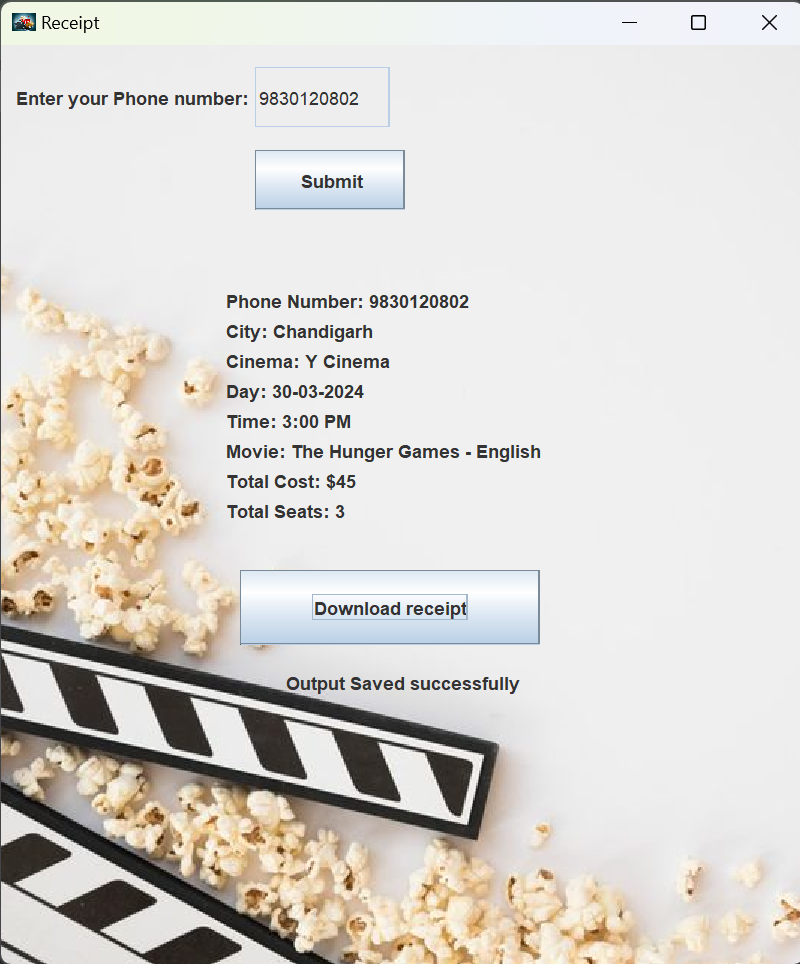 Receipt
Enter your Phone number: 9830120802
Submit
Phone Number: 9830120802
City: Chandigarh
Cinema: Y Cinema
Day: 30-03-2024
Time: 3:00 PM
Movie: The Hunger Games - English
Total Cost: $45
Total Seats: 3
Download receipt
Output Saved successfully